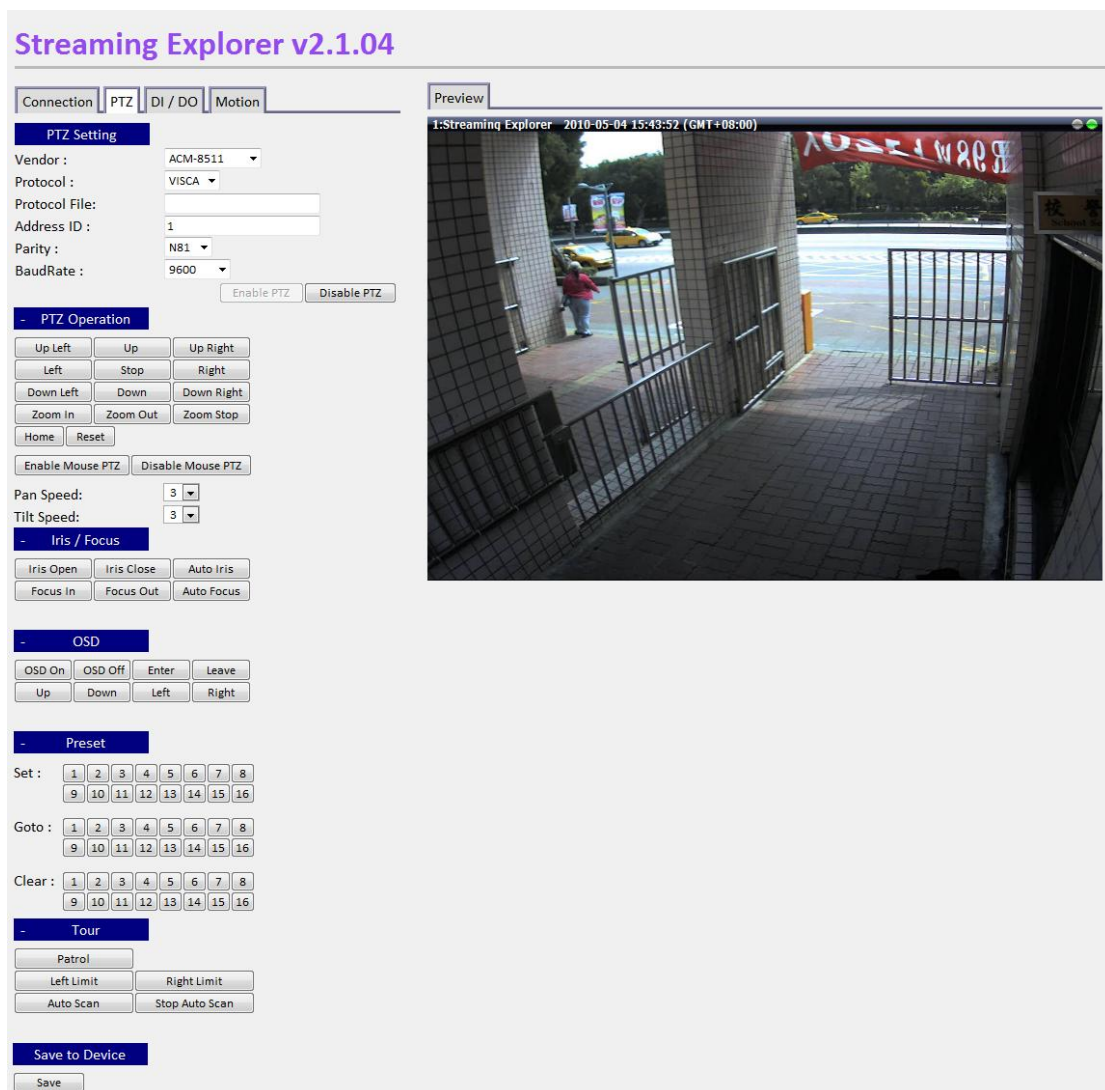 Streaming Explorer v2.1.04
Connection PTZ DI / DO Motion
PTZ Setting
Vendor : ACM-8511
Protocol : VISCA
Protocol File:
Address ID : 1
Parity : N81
BaudRate : 9600
Enable PTZ Disable PTZ
- PTZ Operation
Up Left Up Up Right
Left Stop Right
Down Left Down Down Right
Zoom In Zoom Out Zoom Stop
Home Reset
Enable Mouse PTZ Disable Mouse PTZ
Pan Speed: 3
Tilt Speed: 3
- Iris / Focus
Iris Open Iris Close Auto Iris
Focus In Focus Out Auto Focus
- OSD
OSD On OSD Off Enter Leave
Up Down Left Right
- Preset
Set : 1 2 3 4 5 6 7 8
9 10 11 12 13 14 15 16
Goto : 1 2 3 4 5 6 7 8
9 10 11 12 13 14 15 16
Clear : 1 2 3 4 5 6 7 8
9 10 11 12 13 14 15 16
- Tour
Patrol
Left Limit Right Limit
Auto Scan Stop Auto Scan
Save to Device
Save
Preview
1:Streaming Explorer 2010-05-04 15:43:52 (GMT+08:00)
校 警
School